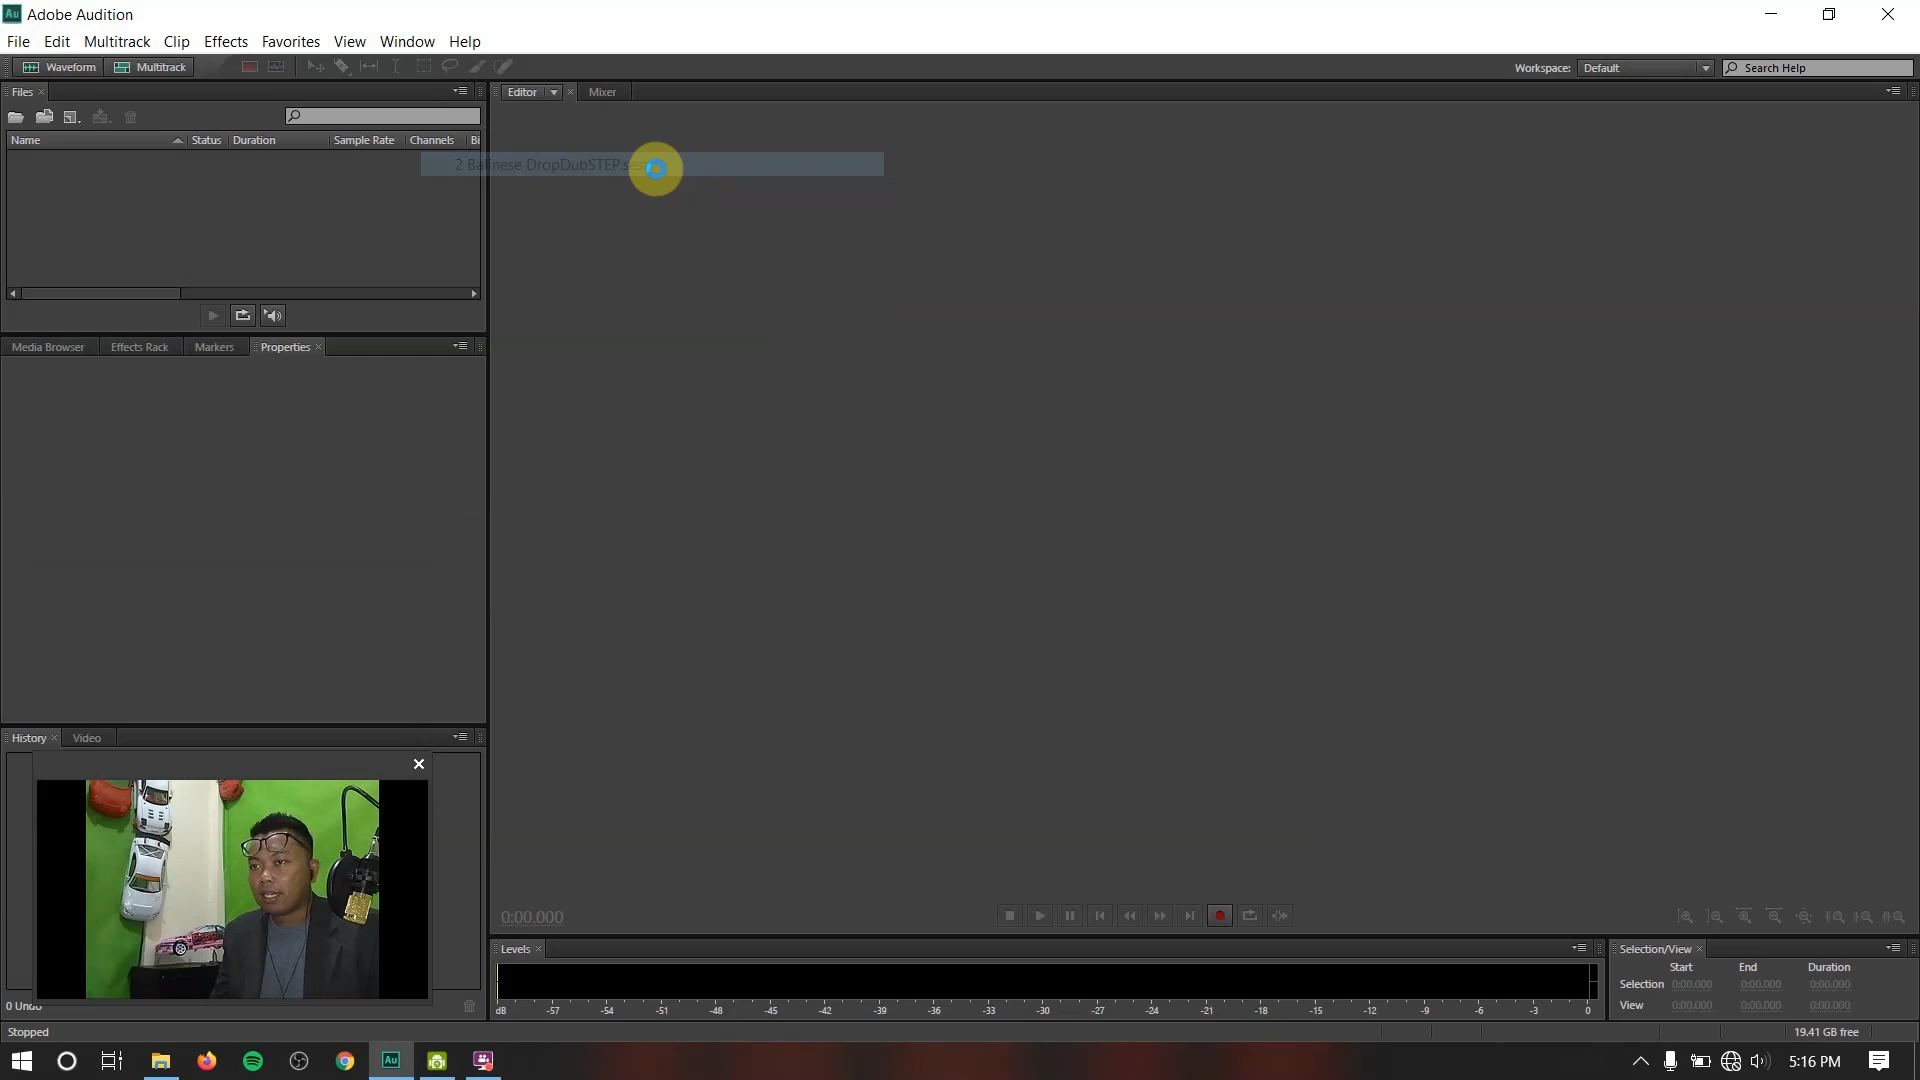 Adobe Audition
File Edit Multitrack Clip Effects Favorites View Window Help
Waveform Multitrack Workspace: Default Search Help
Files Editor Mixer
Name Status Duration Sample Rate Channels Bi
2 Balinese DropDubSTEP.ses
Media Browser Effects Rack Markers Properties
History Video
0:00.000
0 Undo
Levels Selection/View
Start End Duration
Selection 0:00.000 0:00.000 0:00.000
View 0:00.000 0:00.000 0:00.000
dB -57 -54 -51 -48 -45 -42 -39 -36 -33 -30 -27 -24 -21 -18 -15 -12 -9 -6 -3 0
Stopped 19.41 GB free
5:16 PM